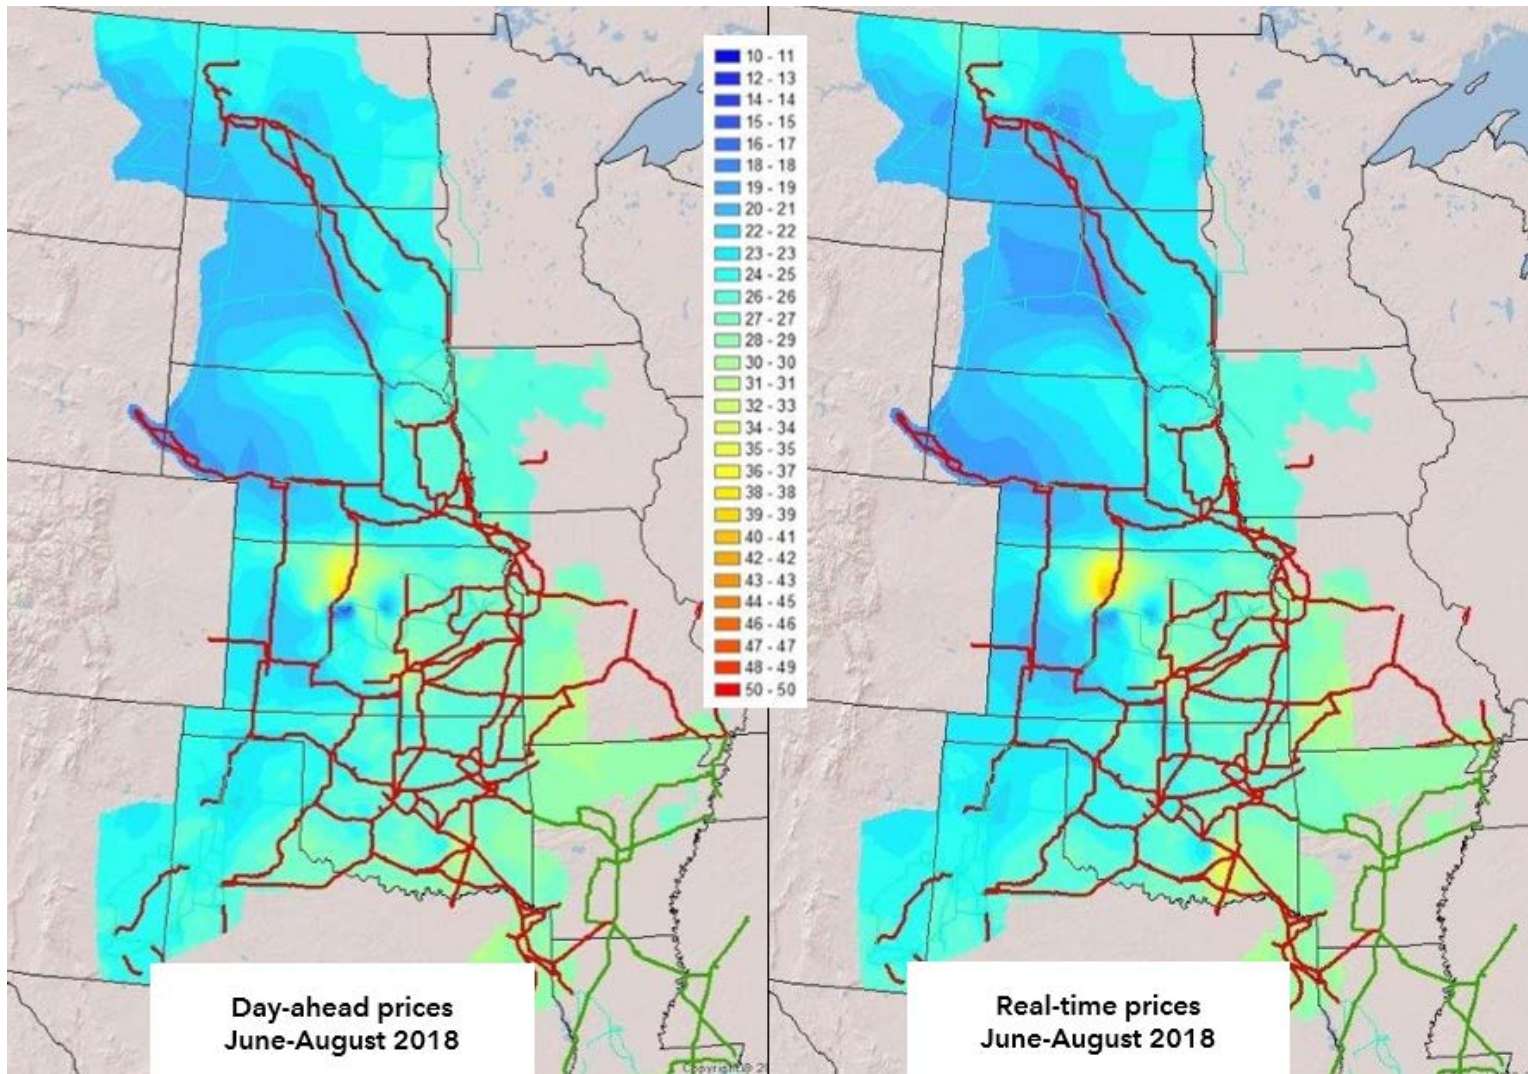 10 - 11
12 - 13
14 - 14
15 - 15
16 - 17
18 - 18
19 - 19
20 - 21
22 - 22
23 - 23
24 - 25
26 - 26
27 - 27
28 - 29
30 - 30
31 - 31
32 - 33
34 - 34
35 - 35
36 - 37
38 - 38
39 - 39
40 - 41
42 - 42
43 - 43
44 - 45
46 - 46
47 - 47
48 - 49
50 - 50
Day-ahead prices
June-August 2018
Real-time prices
June-August 2018
Copyright